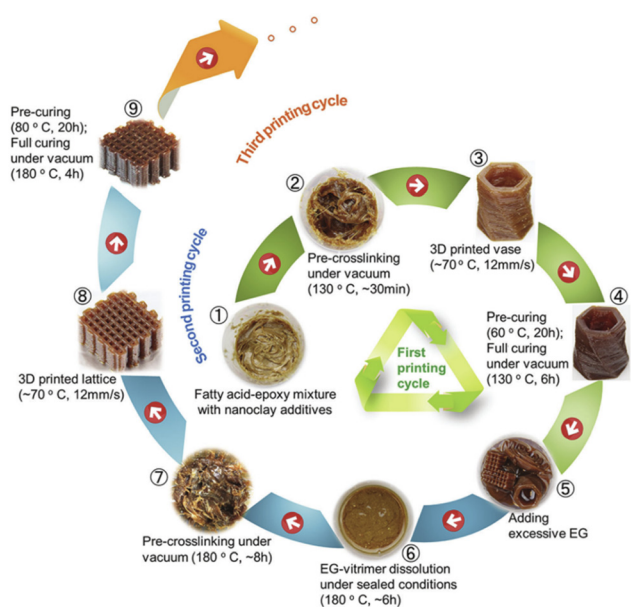 ①
Fatty acid-epoxy mixture
with nanoclay additives
②
Pre-crosslinking
under vacuum
(130 °C, ~30min)
③
3D printed vase
(~70 °C, 12mm/s)
④
Pre-curing
(60 °C, 20h);
Full curing
under vacuum
(130 °C, 6h)
First
printing
cycle
⑤
Adding
excessive EG
⑥
EG-vitrimer dissolution
under sealed conditions
(180 °C, ~6h)
⑦
Pre-crosslinking under
vacuum (180 °C, ~8h)
Second printing cycle
⑧
3D printed lattice
(~70 °C, 12mm/s)
⑨
Pre-curing
(80 °C, 20h);
Full curing
under vacuum
(180 °C, 4h)
Third printing cycle